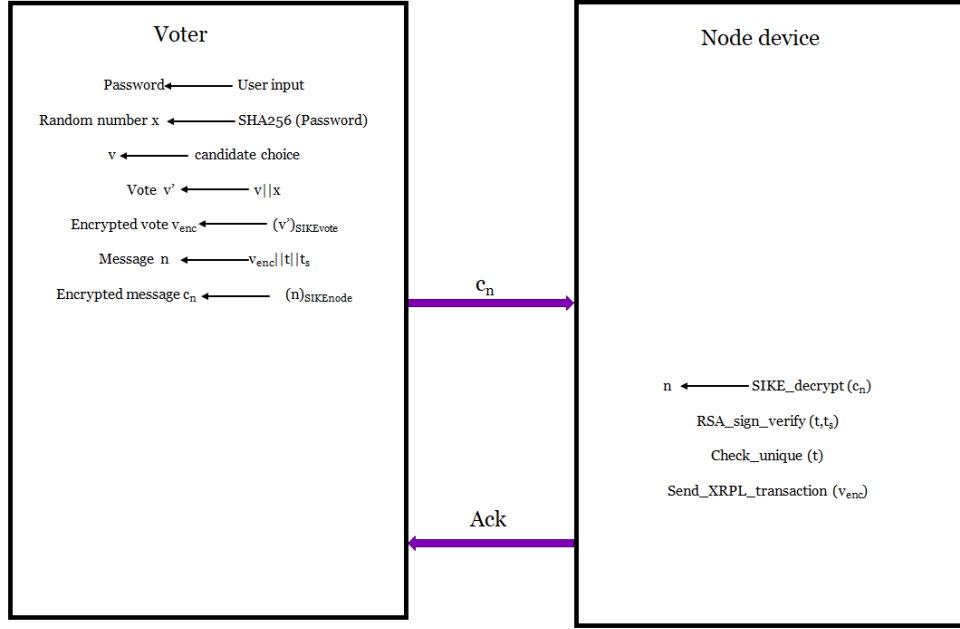 Voter
Password ← User input
Random number x ← SHA256 (Password)
v ← candidate choice
Vote v' ← v||x
Encrypted vote v_enc ← (v')_SIKEvote
Message n ← v_enc||t||t_s
Encrypted message c_n ← (n)_SIKEnode
c_n
Ack
Node device
n ← SIKE_decrypt (c_n)
RSA_sign_verify (t,t_s)
Check_unique (t)
Send_XRPL_transaction (v_enc)